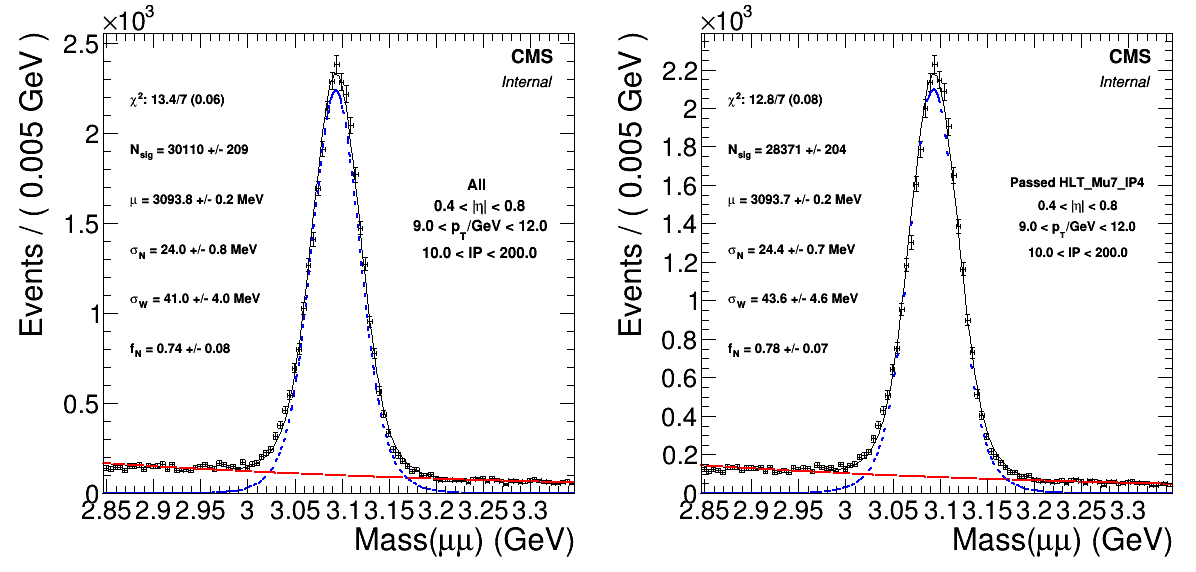 ×10³
Events / ( 0.005 GeV )
2.5
2
1.5
1
0.5
0
CMS
Internal
χ²: 13.4/7 (0.06)
N_sig = 30110 +/- 209
μ = 3093.8 +/- 0.2 MeV
σ_N = 24.0 +/- 0.8 MeV
σ_W = 41.0 +/- 4.0 MeV
f_N = 0.74 +/- 0.08
All
0.4 < |η| < 0.8
9.0 < p_T/GeV < 12.0
10.0 < IP < 200.0
2.85 2.9 2.95 3 3.05 3.1 3.15 3.2 3.25 3.3
Mass(μμ) (GeV)
×10³
Events / ( 0.005 GeV )
2.2
2
1.8
1.6
1.4
1.2
1
0.8
0.6
0.4
0.2
0
CMS
Internal
χ²: 12.8/7 (0.08)
N_sig = 28371 +/- 204
μ = 3093.7 +/- 0.2 MeV
σ_N = 24.4 +/- 0.7 MeV
σ_W = 43.6 +/- 4.6 MeV
f_N = 0.78 +/- 0.07
Passed HLT_Mu7_IP4
0.4 < |η| < 0.8
9.0 < p_T/GeV < 12.0
10.0 < IP < 200.0
2.85 2.9 2.95 3 3.05 3.1 3.15 3.2 3.25 3.3
Mass(μμ) (GeV)